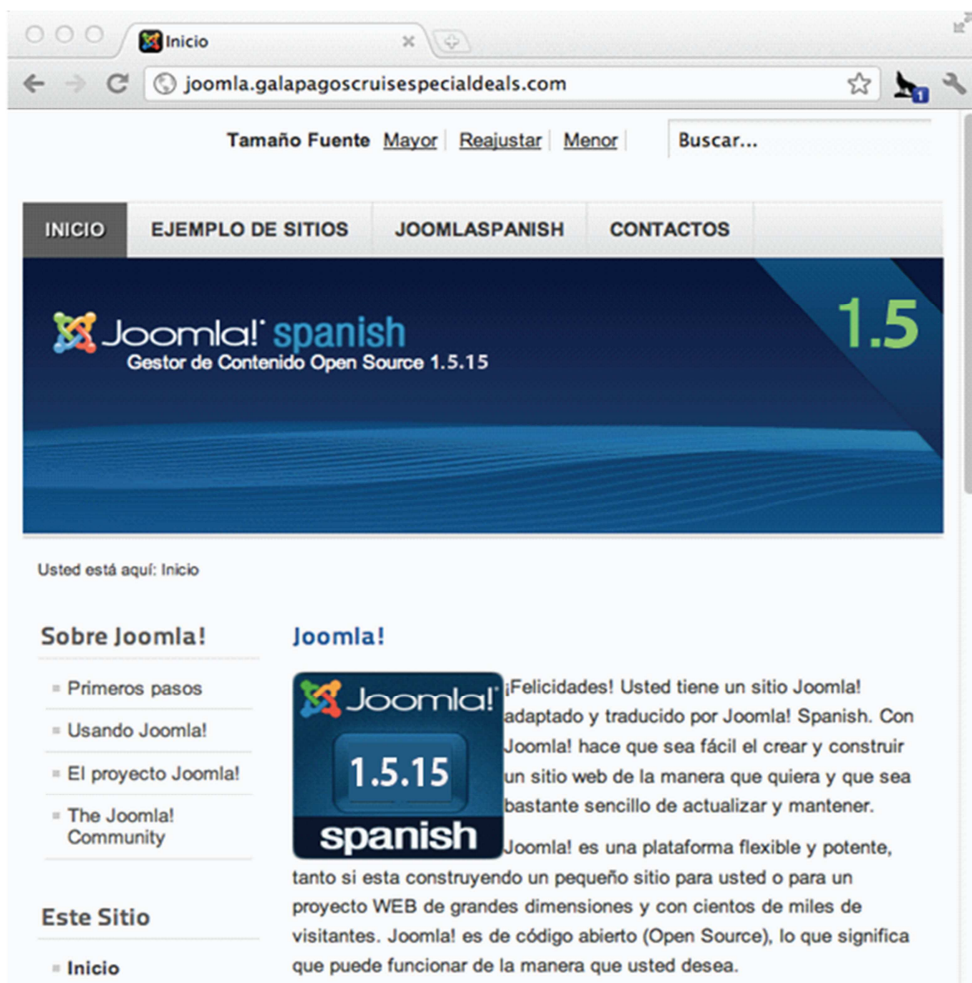 Inicio
joomla.galapagoscruisespecialdeals.com
1
Tamaño Fuente Mayor Reajustar Menor Buscar...
INICIO EJEMPLO DE SITIOS JOOMLASPANISH CONTACTOS
Joomla! spanish
Gestor de Contenido Open Source 1.5.15
1.5
Usted está aquí: Inicio
Sobre Joomla!
Primeros pasos
Usando Joomla!
El proyecto Joomla!
The Joomla!
Community
Este Sitio
Inicio
Joomla!
Joomla!
1.5.15
spanish
¡Felicidades! Usted tiene un sitio Joomla!
adaptado y traducido por Joomla! Spanish. Con
Joomla! hace que sea fácil el crear y construir
un sitio web de la manera que quiera y que sea
bastante sencillo de actualizar y mantener.
Joomla! es una plataforma flexible y potente,
tanto si esta construyendo un pequeño sitio para usted o para un
proyecto WEB de grandes dimensiones y con cientos de miles de
visitantes. Joomla! es de código abierto (Open Source), lo que significa
que puede funcionar de la manera que usted desea.